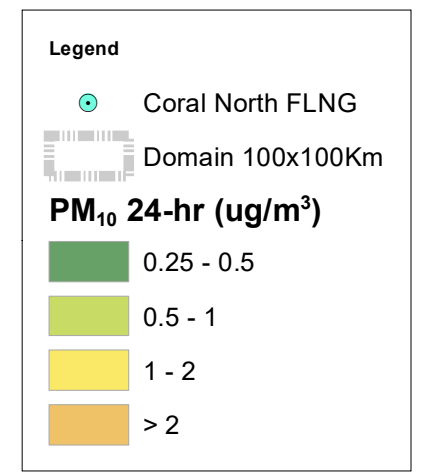 Legend
Coral North FLNG
Domain 100x100Km
PM₁₀ 24-hr (ug/m³)
0.25 - 0.5
0.5 - 1
1 - 2
> 2